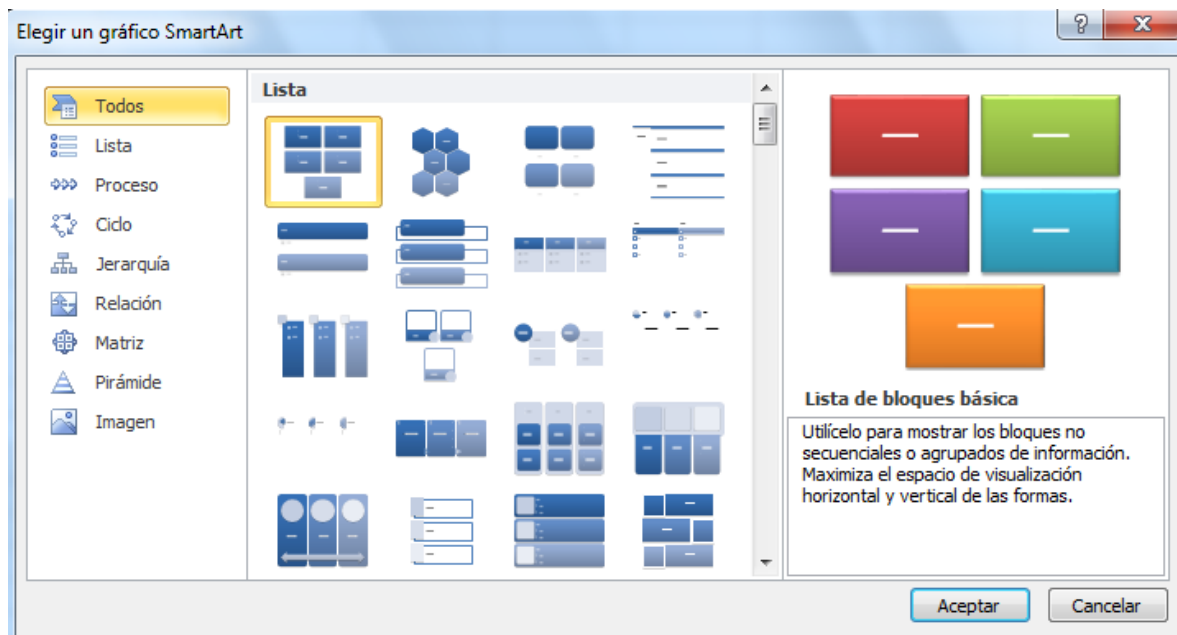 Elegir un gráfico SmartArt
Todos
Lista
Proceso
Ciclo
Jerarquía
Relación
Matriz
Pirámide
Imagen
Lista
Lista de bloques básica
Utilícelo para mostrar los bloques no
secuenciales o agrupados de información.
Maximiza el espacio de visualización
horizontal y vertical de las formas.
Aceptar
Cancelar